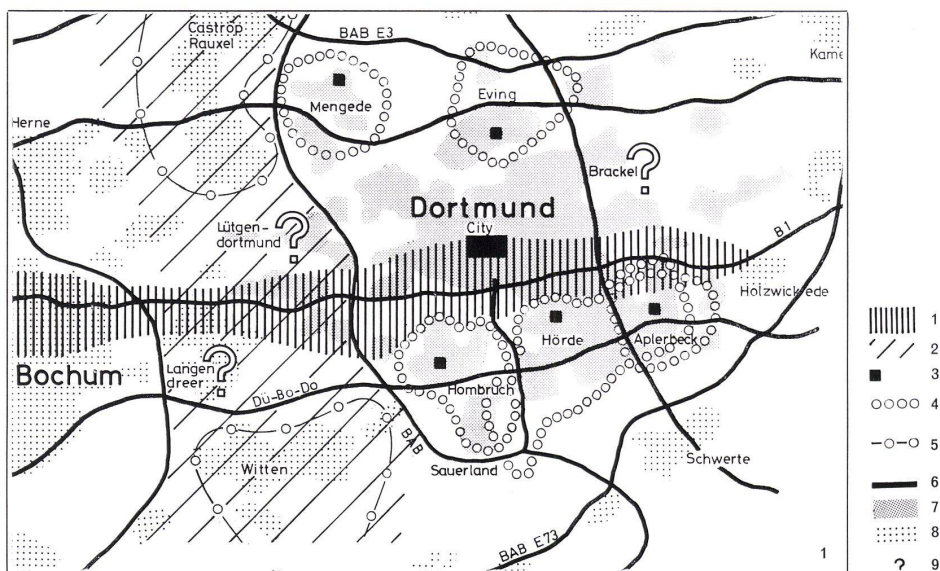 Castrop
Rauxel
BAB E3
Kame
Mengede
Eving
Herne
Brackel
?
Lütgen-
dortmund
?
Dortmund
City
B1
Holzwickede
Bochum
Langen
dreer
?
Dü-Bo-Do
Hombruch
Hörde
Aplerbeck
BAB
Sauerland
Witten
Schwerte
BAB E73
1
1
2
3
4
5
6
7
8
9
?